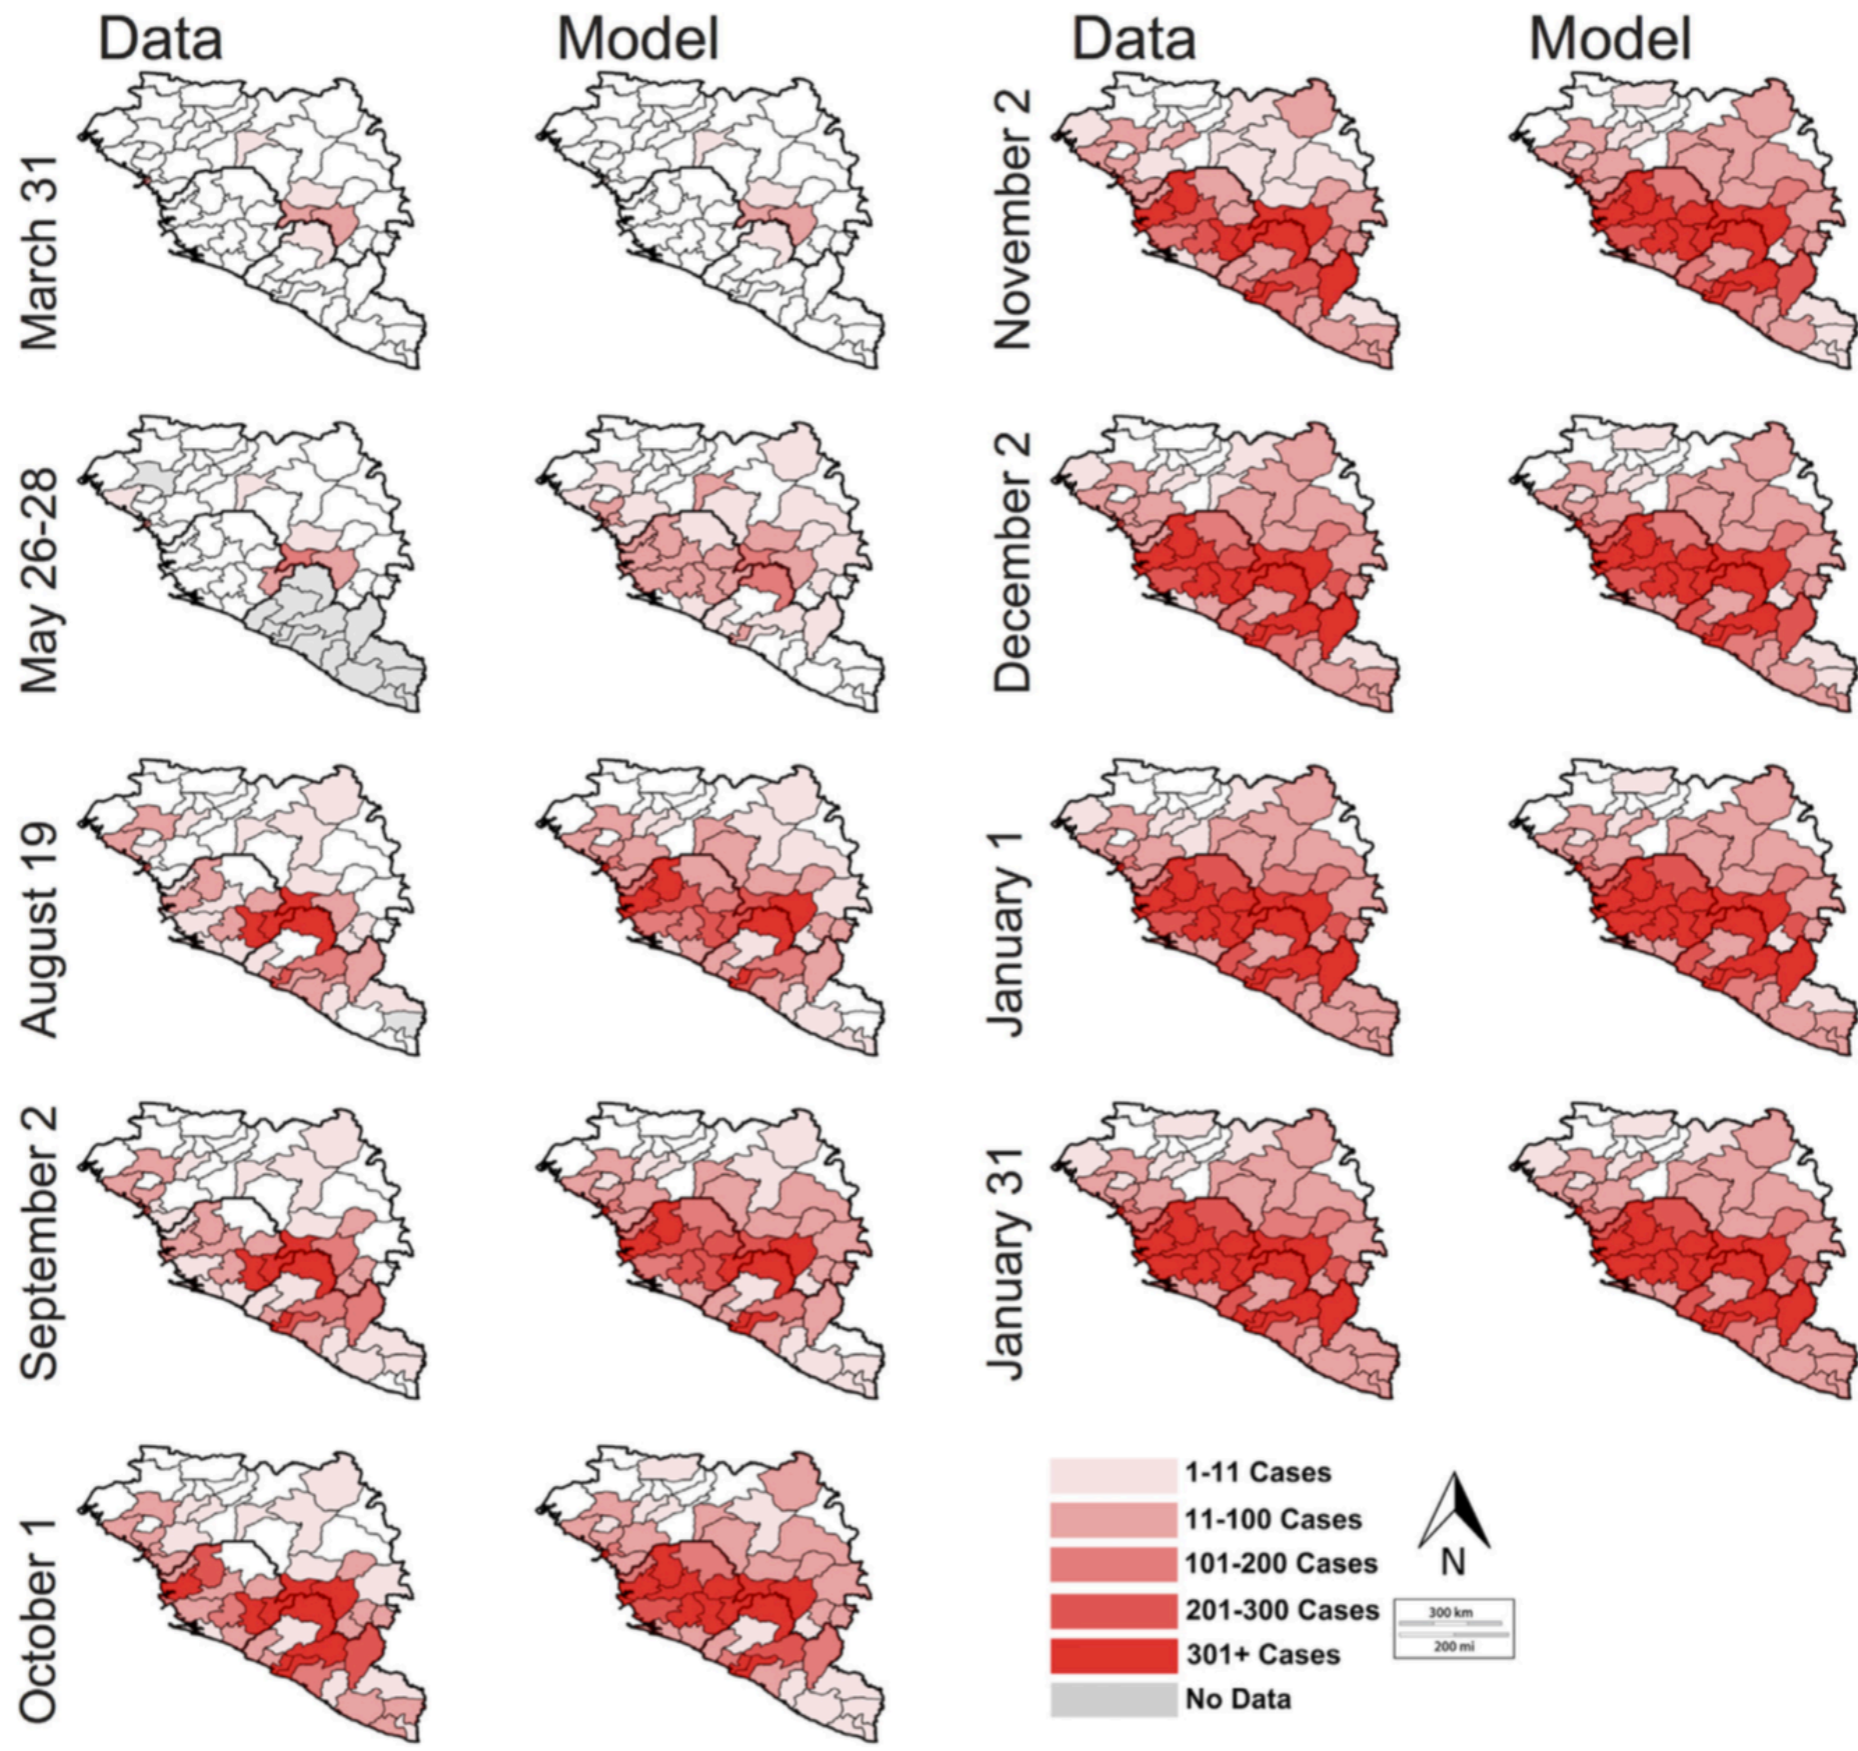 Data
Model
Data
Model
March 31
May 26-28
August 19
September 2
October 1
November 2
December 2
January 1
January 31
1-11 Cases
11-100 Cases
101-200 Cases
201-300 Cases
301+ Cases
No Data
N
300 km
200 mi